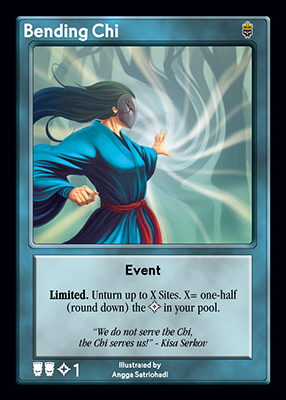 Bending Chi
Event
Limited. Unturn up to X Sites. X= one-half
(round down) the in your pool.
"We do not serve the Chi,
the Chi serves us!" - Kisa Serkov
1
Illustrated by
Angga Satriohadi